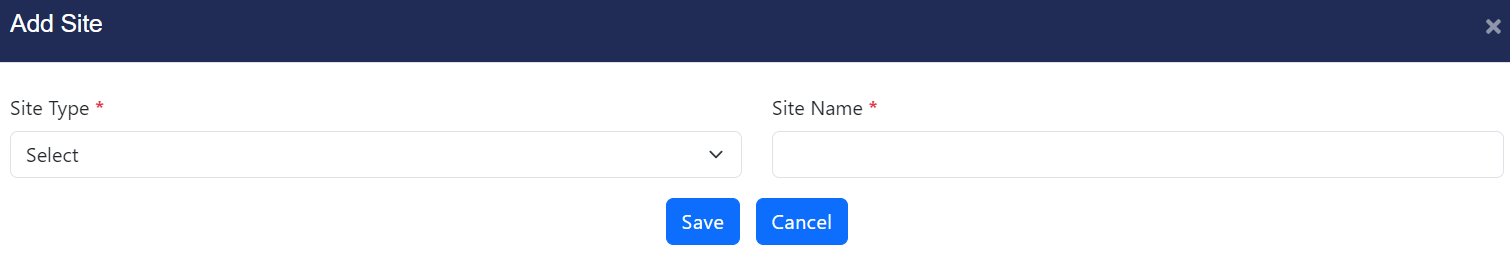 Add Site
Site Type *
Site Name *
Select
Save
Cancel